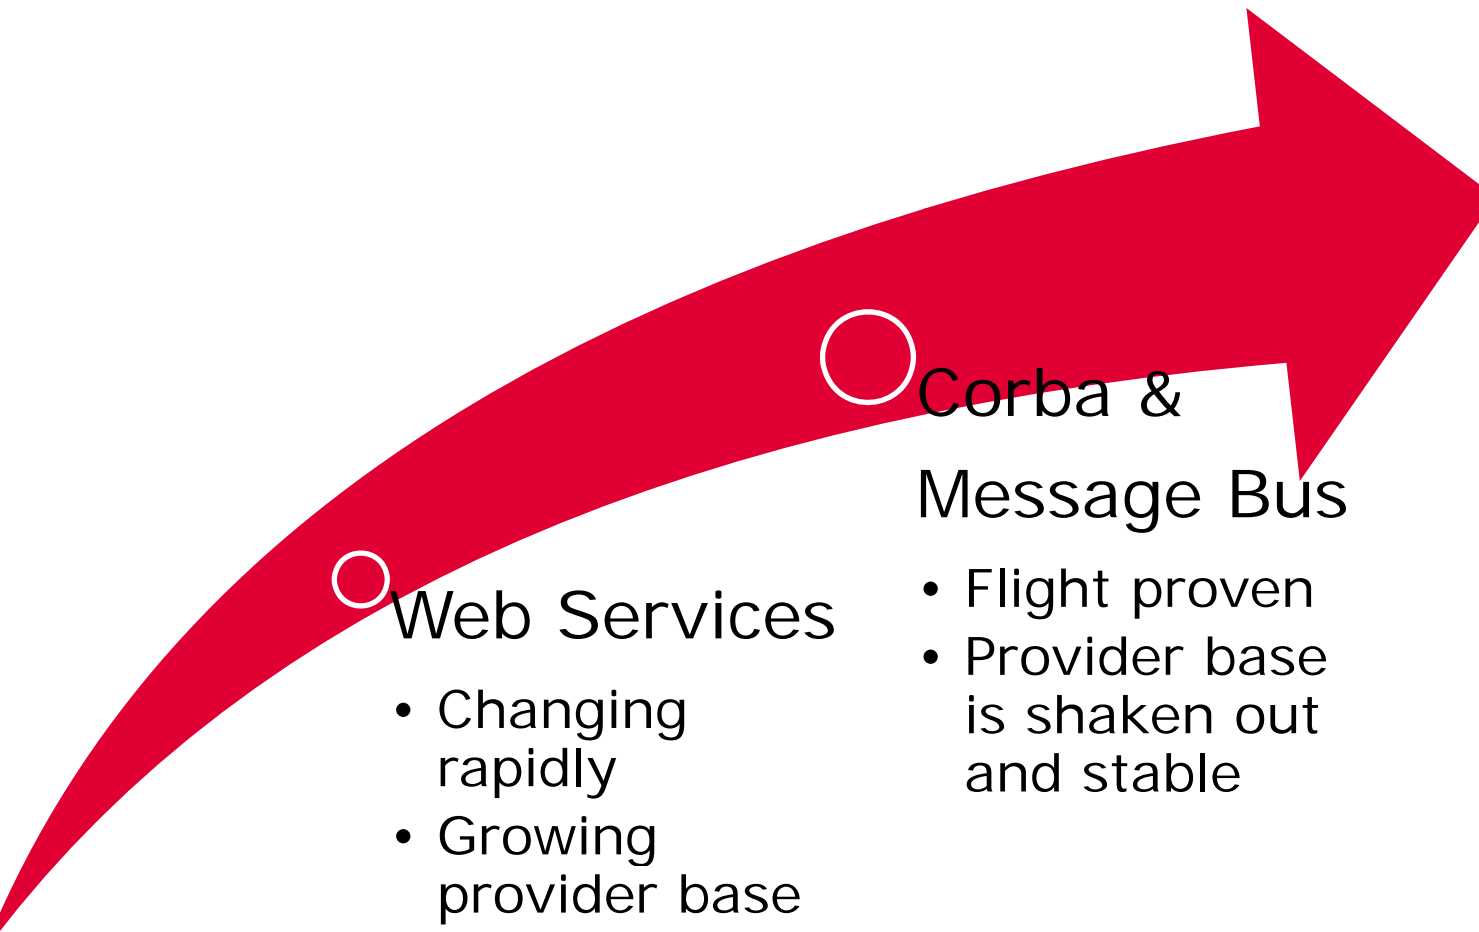 Web Services
• Changing
rapidly
• Growing
provider base
Corba &
Message Bus
• Flight proven
• Provider base
is shaken out
and stable